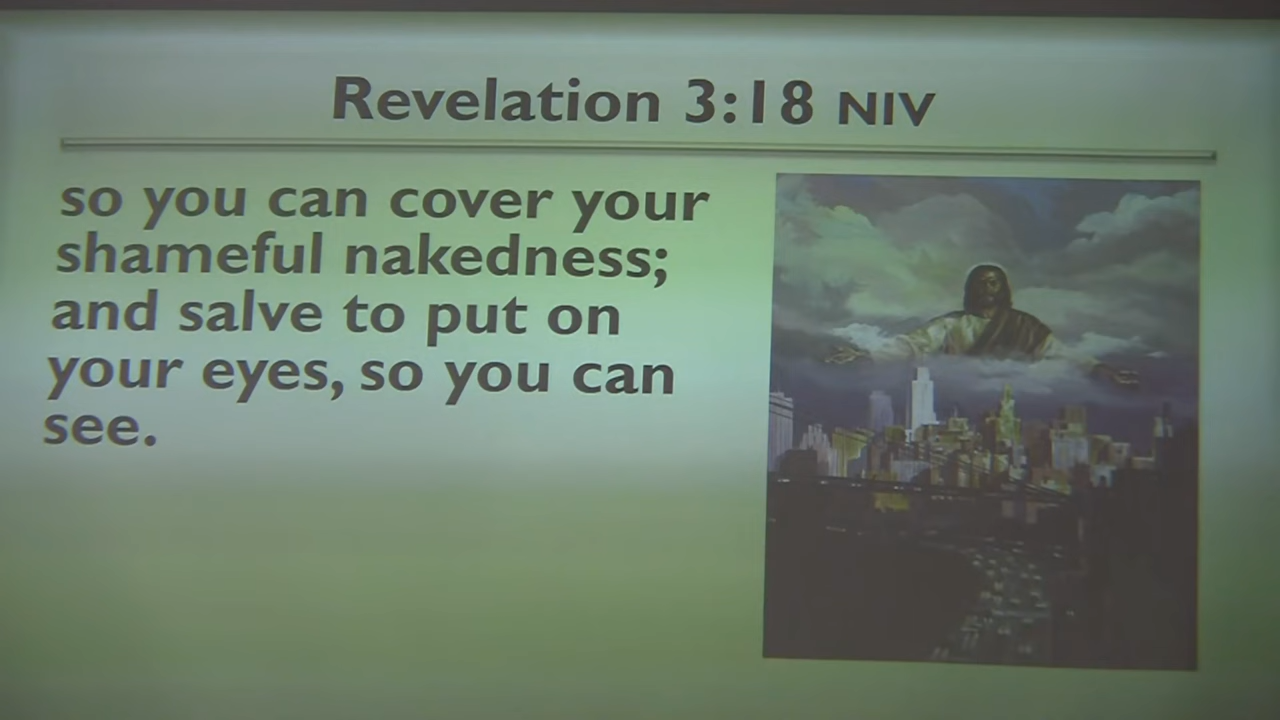 Revelation 3:18 NIV
so you can cover your
shameful nakedness;
and salve to put on
your eyes, so you can
see.